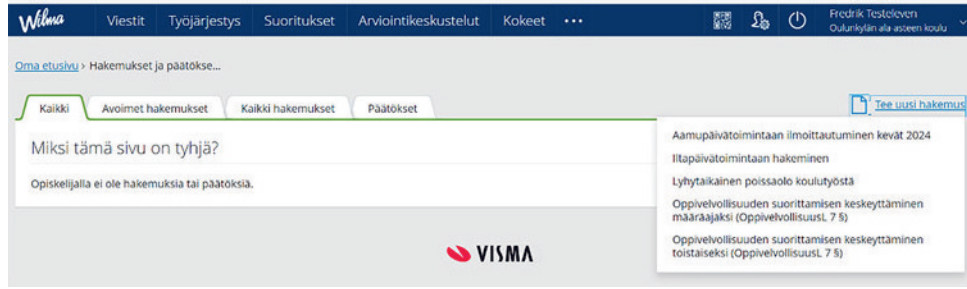 Wilma Viestit Työjärjestys Suoritukset Arviointikeskustelut Kokeet ••• Fredrik Testeleven
Oulunkylän ala-asteen koulu
Oma etusivu › Hakemukset ja päätökse...
Kaikki Avoimet hakemukset Kaikki hakemukset Päätökset Tee uusi hakemus
Miksi tämä sivu on tyhjä?
Opiskelijalla ei ole hakemuksia tai päätöksiä.
Aamupäivätoimintaan ilmoittautuminen kevät 2024
Iltapäivätoimintaan hakeminen
Lyhytaikainen poissaolo koulutyöstä
Oppivelvollisuuden suorittamisen keskeyttäminen
määräajaksi (OppivelvollisuusL 7 §)
Oppivelvollisuuden suorittamisen keskeyttäminen
toistaiseksi (OppivelvollisuusL 7 §)
VISMA